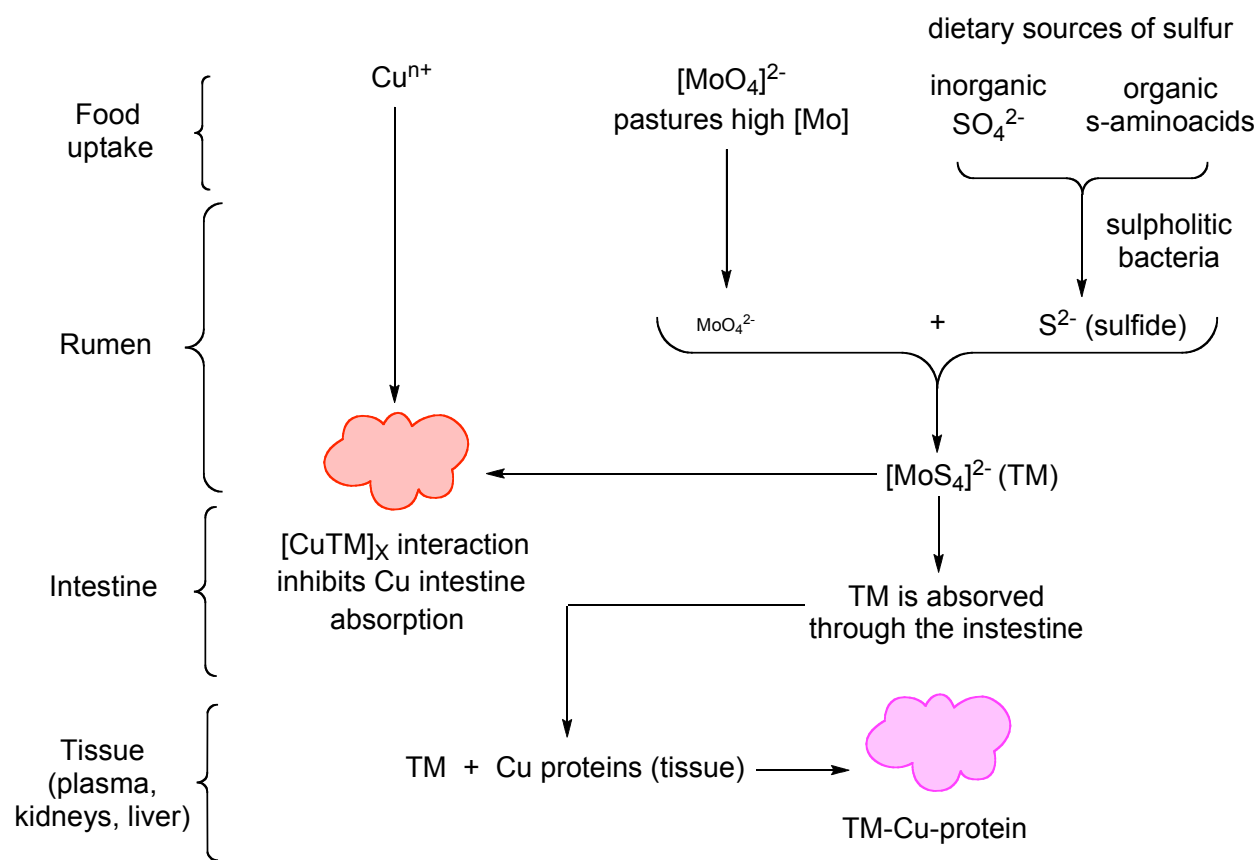 dietary sources of sulfur
Cuⁿ⁺
[MoO₄]²⁻
pastures high [Mo]
inorganic
SO₄²⁻
organic
s-aminoacids
Food
uptake
sulpholitic
bacteria
Rumen
MoO₄²⁻
+
S²⁻ (sulfide)
[MoS₄]²⁻ (TM)
[CuTM]ₓ interaction
inhibits Cu intestine
absorption
Intestine
TM is absorved
through the instestine
Tissue
(plasma,
kidneys, liver)
TM + Cu proteins (tissue)
TM-Cu-protein